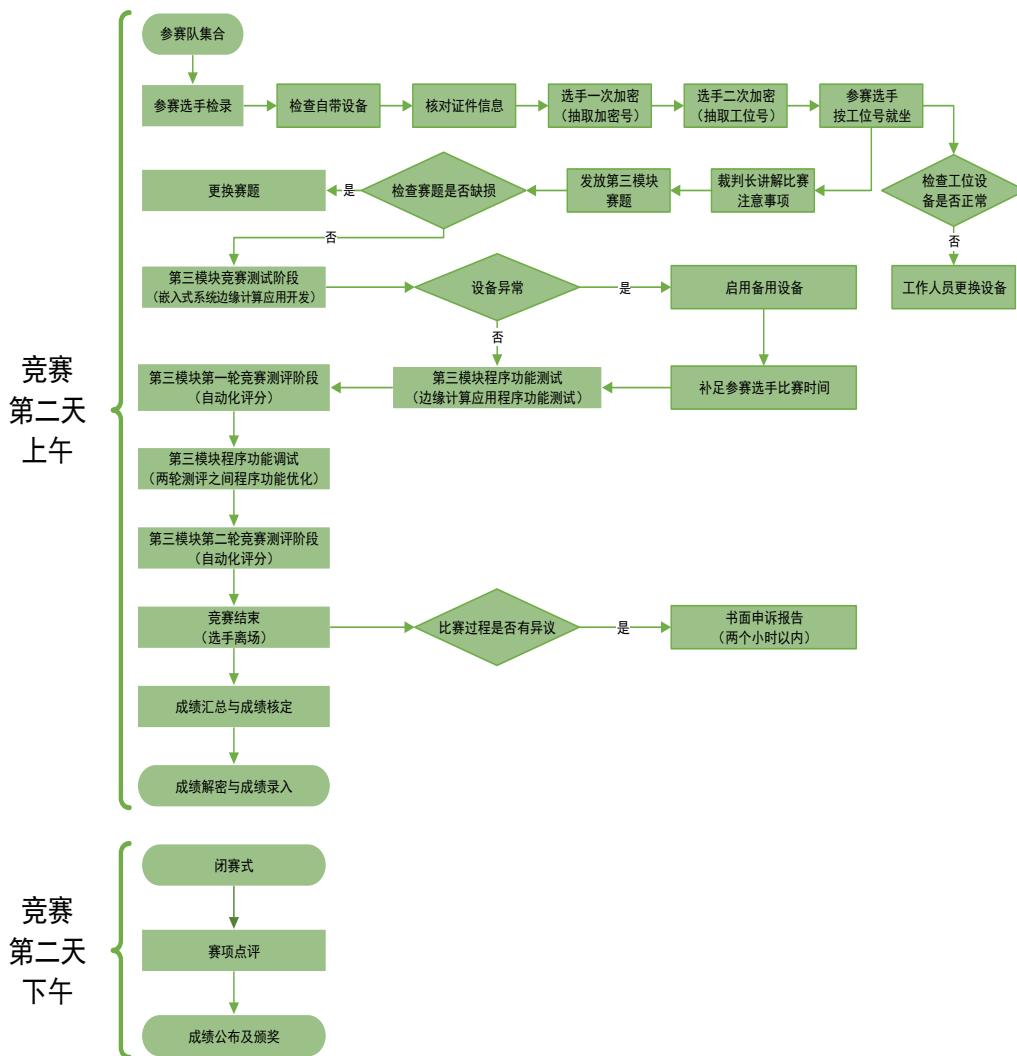 参赛队集合
参赛选手检录
检查自带设备
核对证件信息
选手一次加密
（抽取加密号）
选手二次加密
（抽取工位号）
参赛选手
按工位号就坐
检查工位设
备是否正常
否
工作人员更换设备
裁判长讲解比赛
注意事项
发放第三模块
赛题
检查赛题是否缺损
是
更换赛题
否
第三模块竞赛测试阶段
（嵌入式系统边缘计算应用开发）
设备异常
是
启用备用设备
否
补足参赛选手比赛时间
第三模块程序功能测试
（边缘计算应用程序功能测试）
第三模块第一轮竞赛测评阶段
（自动化评分）
第三模块程序功能调试
（两轮测评之间程序功能优化）
第三模块第二轮竞赛测评阶段
（自动化评分）
竞赛结束
（选手离场）
比赛过程是否有异议
是
书面申诉报告
（两个小时以内）
成绩汇总与成绩核定
成绩解密与成绩录入
竞赛
第二天
上午
闭赛式
赛项点评
成绩公布及颁奖
竞赛
第二天
下午